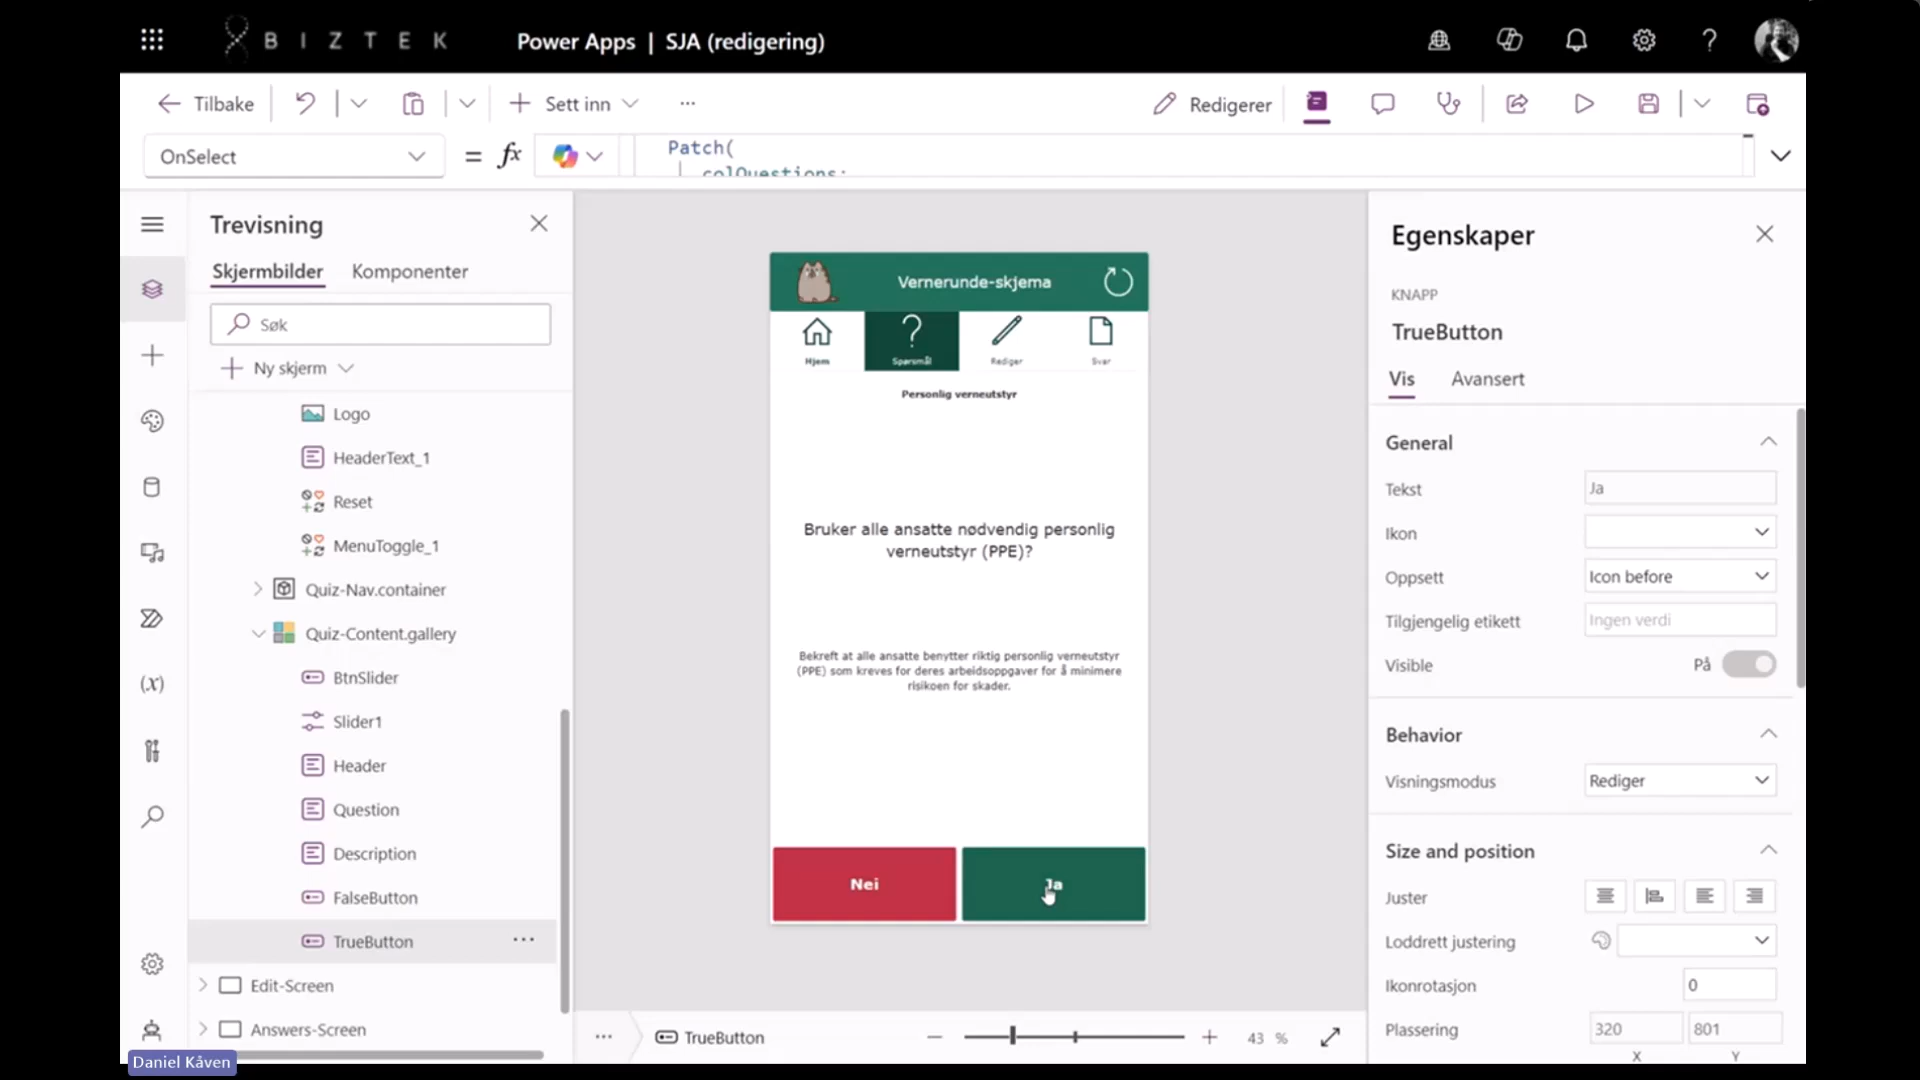 BIZTEK
Power Apps | SJA (redigering)
Tilbake
Sett inn
Redigerer
OnSelect
= fx
Patch(
colQuestions;
Trevisning
Skjermbilder
Komponenter
Søk
Ny skjerm
Logo
HeaderText_1
Reset
MenuToggle_1
Quiz-Nav.container
Quiz-Content.gallery
BtnSlider
Slider1
Header
Question
Description
FalseButton
TrueButton
Edit-Screen
Answers-Screen
Daniel Kåven
Vernerunde-skjema
Hjem
Spørsmål
Rediger
Svar
Personlig verneutstyr
Bruker alle ansatte nødvendig personlig
verneutstyr (PPE)?
Bekreft at alle ansatte benytter riktig personlig verneutstyr
(PPE) som kreves for deres arbeidsoppgaver for å minimere
risikoen for skader.
Nei
Ja
TrueButton
43 %
Egenskaper
KNAPP
TrueButton
Vis
Avansert
General
Tekst
Ja
Ikon
Oppsett
Icon before
Tilgjengelig etikett
Ingen verdi
Visible
På
Behavior
Visningsmodus
Rediger
Size and position
Juster
Loddrett justering
Ikonrotasjon
0
Plassering
320
801
X
Y